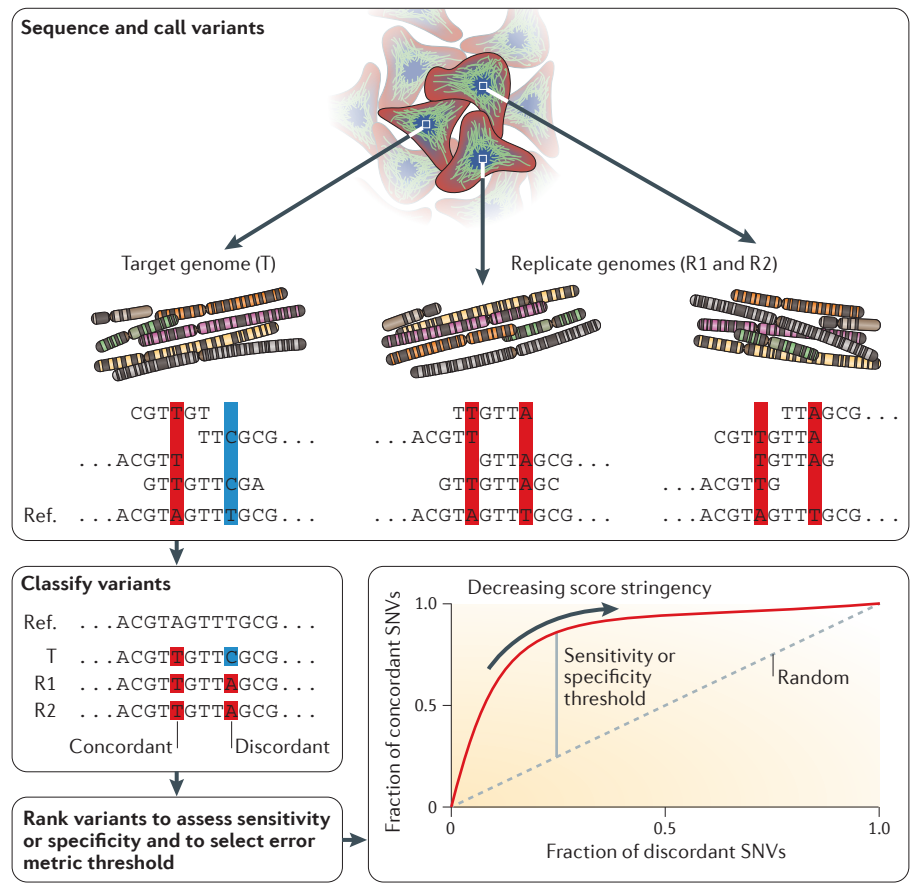 Sequence and call variants
Target genome (T)
Replicate genomes (R1 and R2)
CGTTGT
TTCGCG...
...ACGTT
GTTGTTCGA
Ref. ...ACGTAGTTTGCG...
TTGTTA
...ACGTT
GTTAGCG...
GTTGTTAGC
...ACGTAGTTTGCG...
TTAGCG...
CGTTGTTA
TGTTAG
...ACGTTG
...ACGTAGTTTGCG...
Classify variants
Ref. ...ACGTAGTTTGCG...
T ...ACGTTGTTCGCG...
R1 ...ACGTTGTTAGCG...
R2 ...ACGTTGTTAGCG...
Concordant
Discordant
Rank variants to assess sensitivity
or specificity and to select error
metric threshold
Decreasing score stringency
Fraction of concordant SNVs
1.0
0.5
0
Sensitivity or
specificity
threshold
Random
0
0.5
1.0
Fraction of discordant SNVs